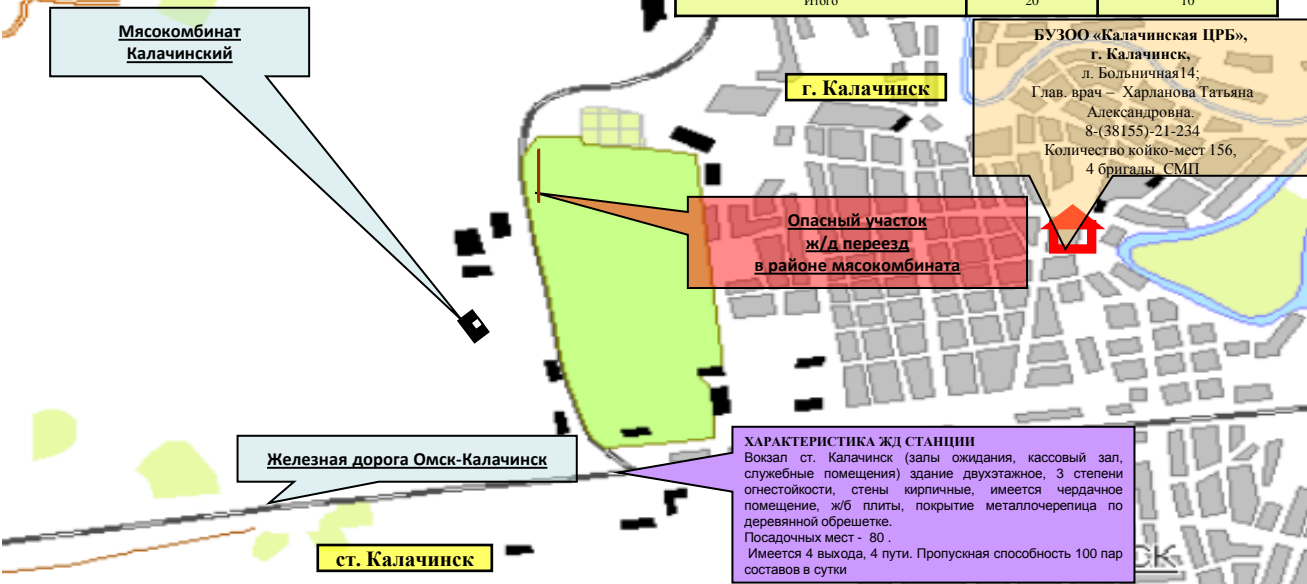 Итого 20 10
Мясокомбинат
Калачинский
г. Калачинск
БУЗОО «Калачинская ЦРБ»,
г. Калачинск,
л. Больничная14;
Глав. врач – Харланова Татьяна
Александровна.
8-(38155)-21-234
Количество койко-мест 156,
4 бригады СМП
Опасный участок
ж/д переезд
в районе мясокомбината
Железная дорога Омск-Калачинск
ХАРАКТЕРИСТИКА ЖД СТАНЦИИ
Вокзал ст. Калачинск (залы ожидания, кассовый зал,
служебные помещения) здание двухэтажное, 3 степени
огнестойкости, стены кирпичные, имеется чердачное
помещение, ж/б плиты, покрытие металлочерепица по
деревянной обрешетке.
Посадочных мест - 80 .
Имеется 4 выхода, 4 пути. Пропускная способность 100 пар
составов в сутки
ст. Калачинск